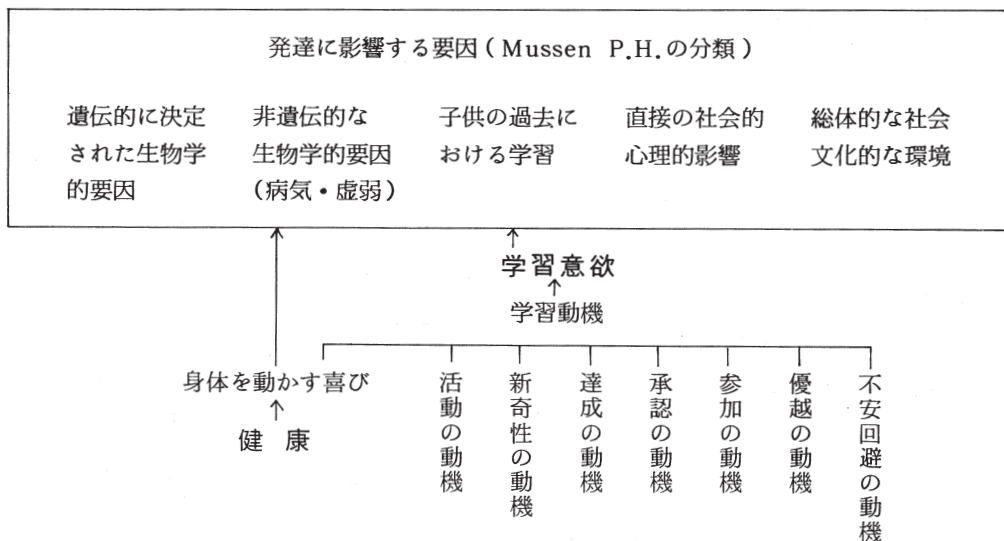 発達に影響する要因(Mussen P.H.の分類)
遺伝的に決定
された生物学
的要因
非遺伝的な
生物学的要因
(病気・虚弱)
子供の過去に
おける学習
直接の社会的
心理的影響
総体的な社会
文化的な環境
学習意欲
学習動機
身体を動かす喜び
健康
活動の動機
新奇性の動機
達成の動機
承認の動機
参加の動機
優越の動機
不安回避の動機